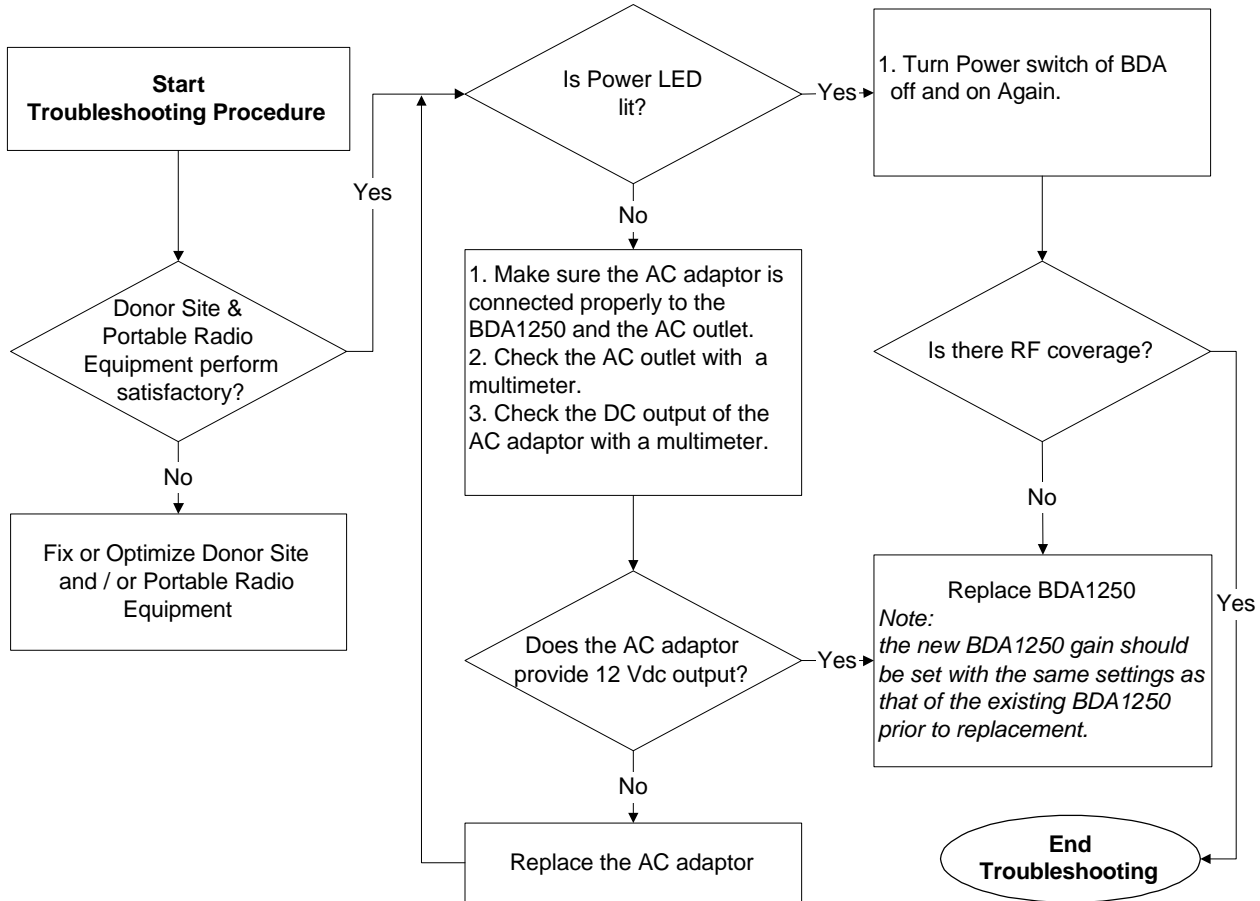 Start
Troubleshooting Procedure
Donor Site &
Portable Radio
Equipment perform
satisfactory?
Yes
No
Fix or Optimize Donor Site
and / or Portable Radio
Equipment
Is Power LED
lit?
Yes
No
1. Make sure the AC adaptor is
connected properly to the
BDA1250 and the AC outlet.
2. Check the AC outlet with a
multimeter.
3. Check the DC output of the
AC adaptor with a multimeter.
Does the AC adaptor
provide 12 Vdc output?
Yes
No
Replace the AC adaptor
1. Turn Power switch of BDA
off and on Again.
Is there RF coverage?
No
Yes
Replace BDA1250
Note:
the new BDA1250 gain should
be set with the same settings as
that of the existing BDA1250
prior to replacement.
End
Troubleshooting